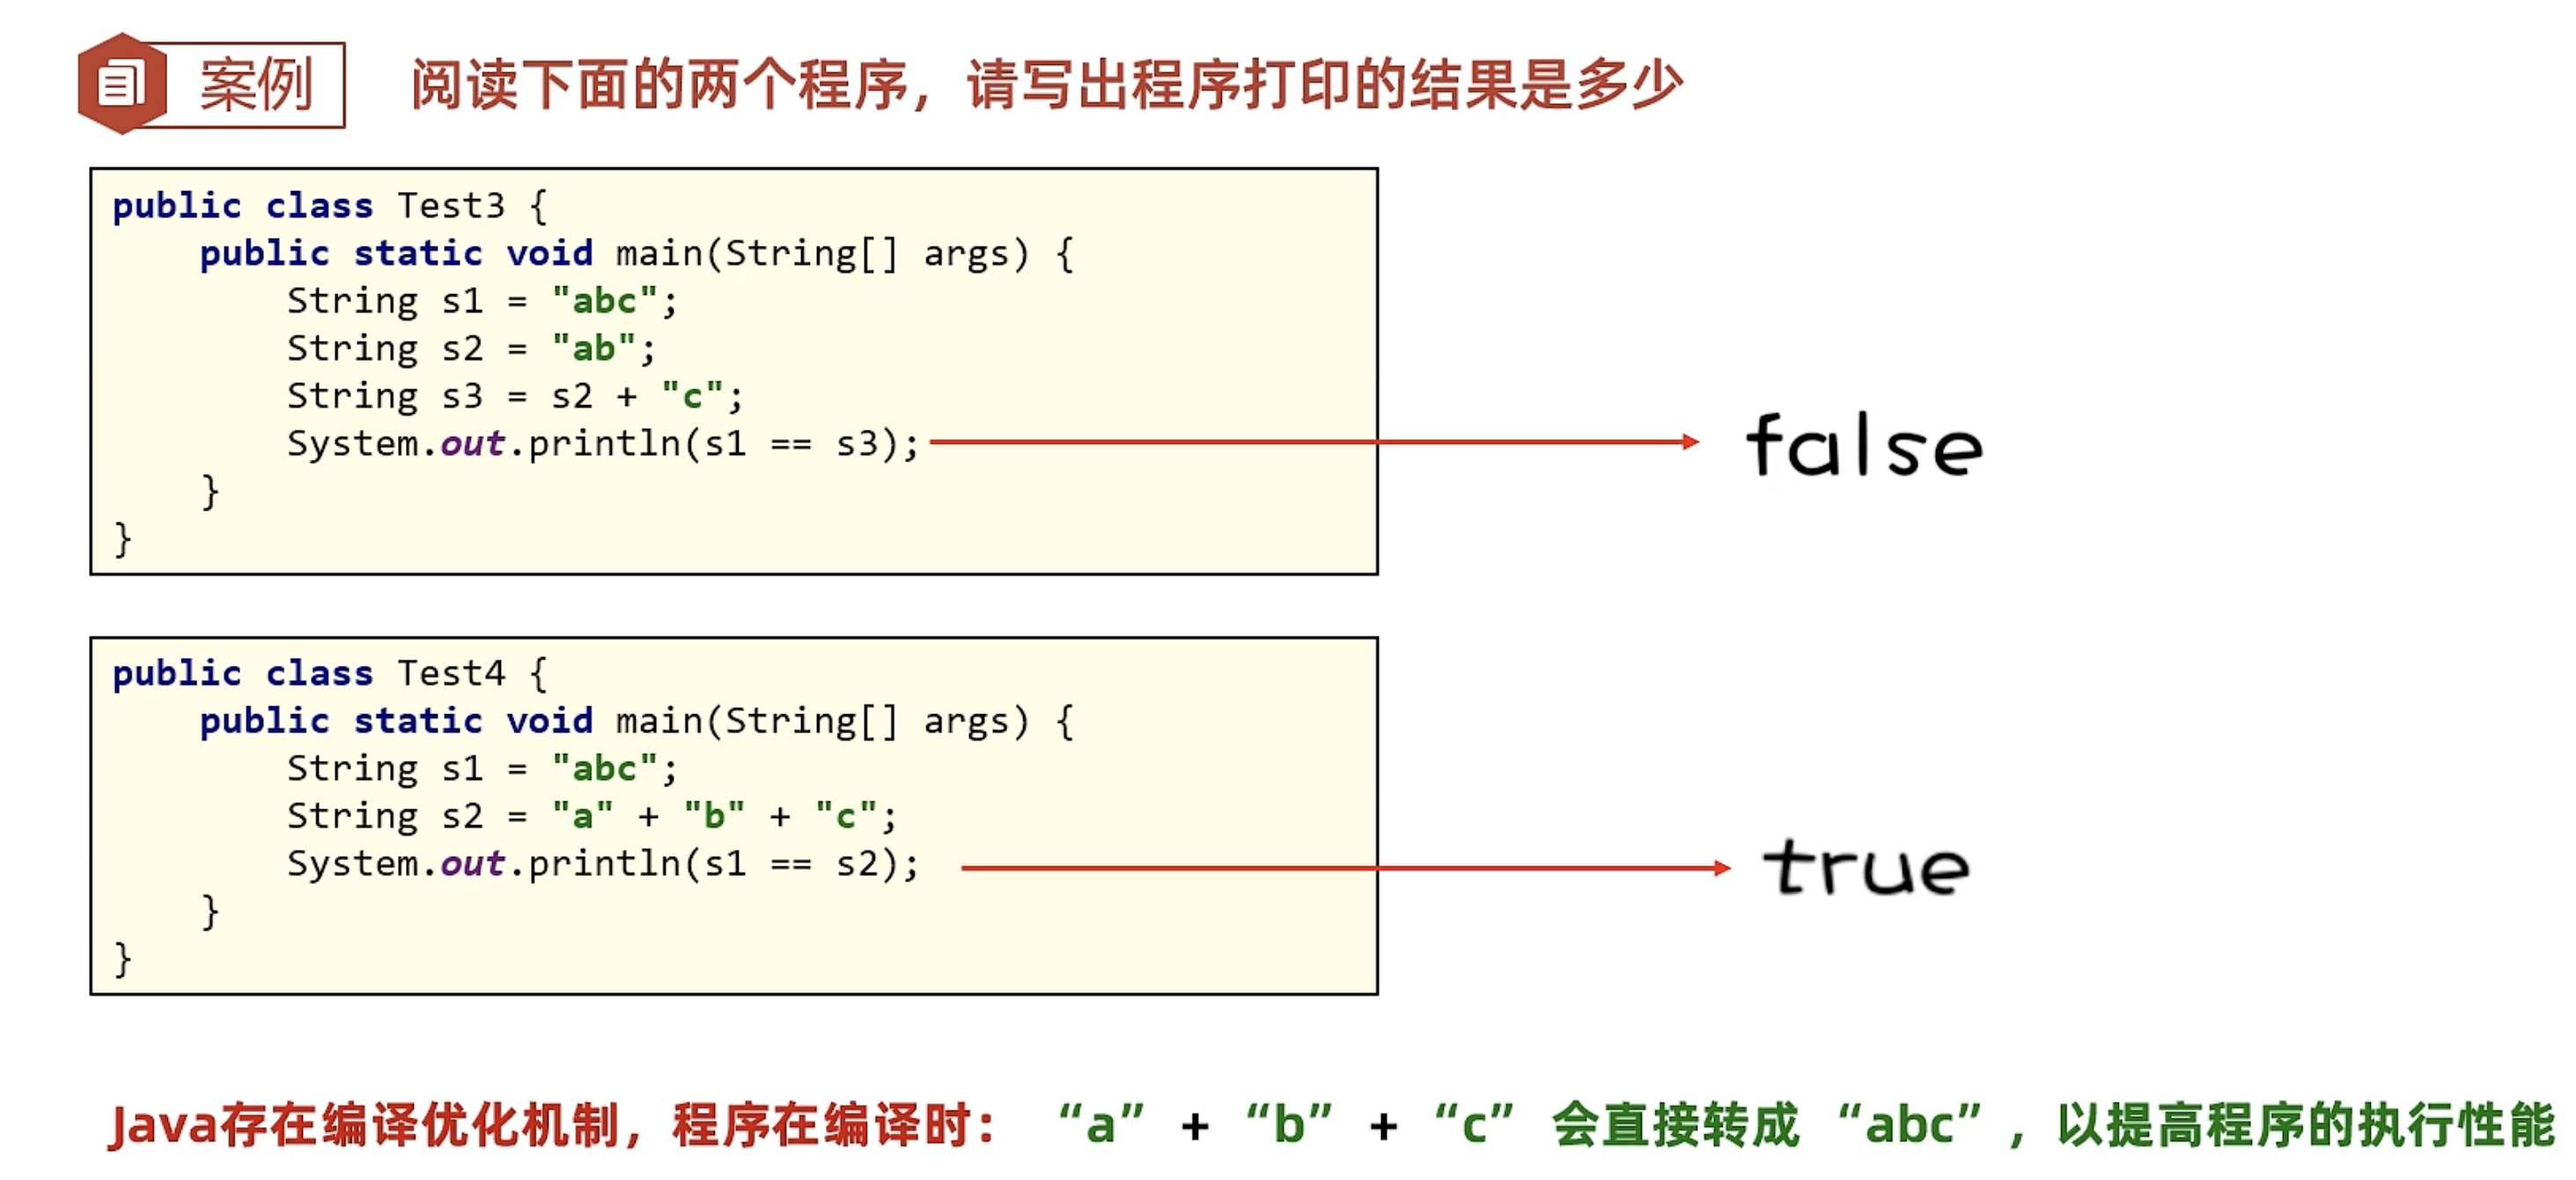 案例
阅读下面的两个程序，请写出程序打印的结果是多少
public class Test3 {
public static void main(String[] args) {
String s1 = "abc";
String s2 = "ab";
String s3 = s2 + "c";
System.out.println(s1 == s3);
}
}
false
public class Test4 {
public static void main(String[] args) {
String s1 = "abc";
String s2 = "a" + "b" + "c";
System.out.println(s1 == s2);
}
}
true
Java存在编译优化机制，程序在编译时： “a” + “b” + “c” 会直接转成 “abc”，以提高程序的执行性能